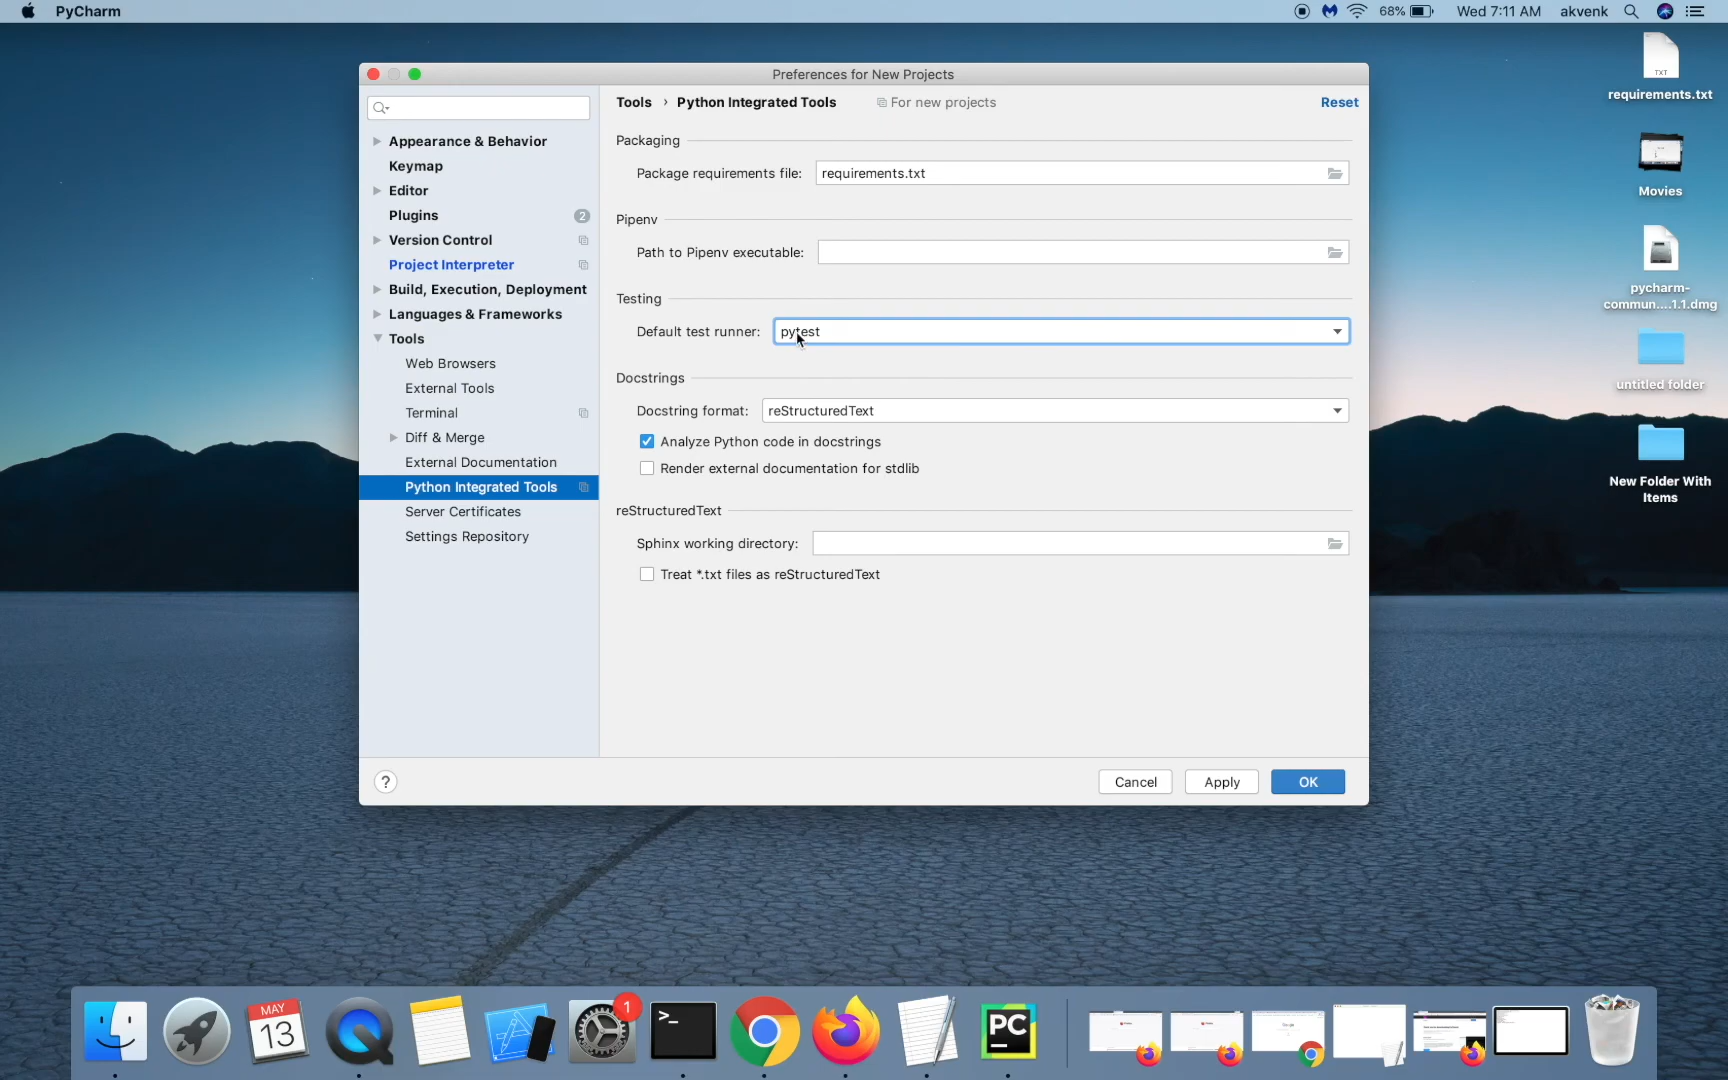 PyCharm
68%
Wed 7:11 AM
akvenk
Preferences for New Projects
Tools › Python Integrated Tools
For new projects
Reset
Appearance & Behavior
Keymap
Editor
Plugins
2
Version Control
Project Interpreter
Build, Execution, Deployment
Languages & Frameworks
Tools
Web Browsers
External Tools
Terminal
Diff & Merge
External Documentation
Python Integrated Tools
Server Certificates
Settings Repository
Packaging
Package requirements file: requirements.txt
Pipenv
Path to Pipenv executable:
Testing
Default test runner: pytest
Docstrings
Docstring format: reStructuredText
Analyze Python code in docstrings
Render external documentation for stdlib
reStructuredText
Sphinx working directory:
Treat *.txt files as reStructuredText
?
Cancel
Apply
OK
TXT
requirements.txt
Movies
pycharm-
commun....1.1.dmg
untitled folder
New Folder With
Items
MAY
13
1
>_
PC